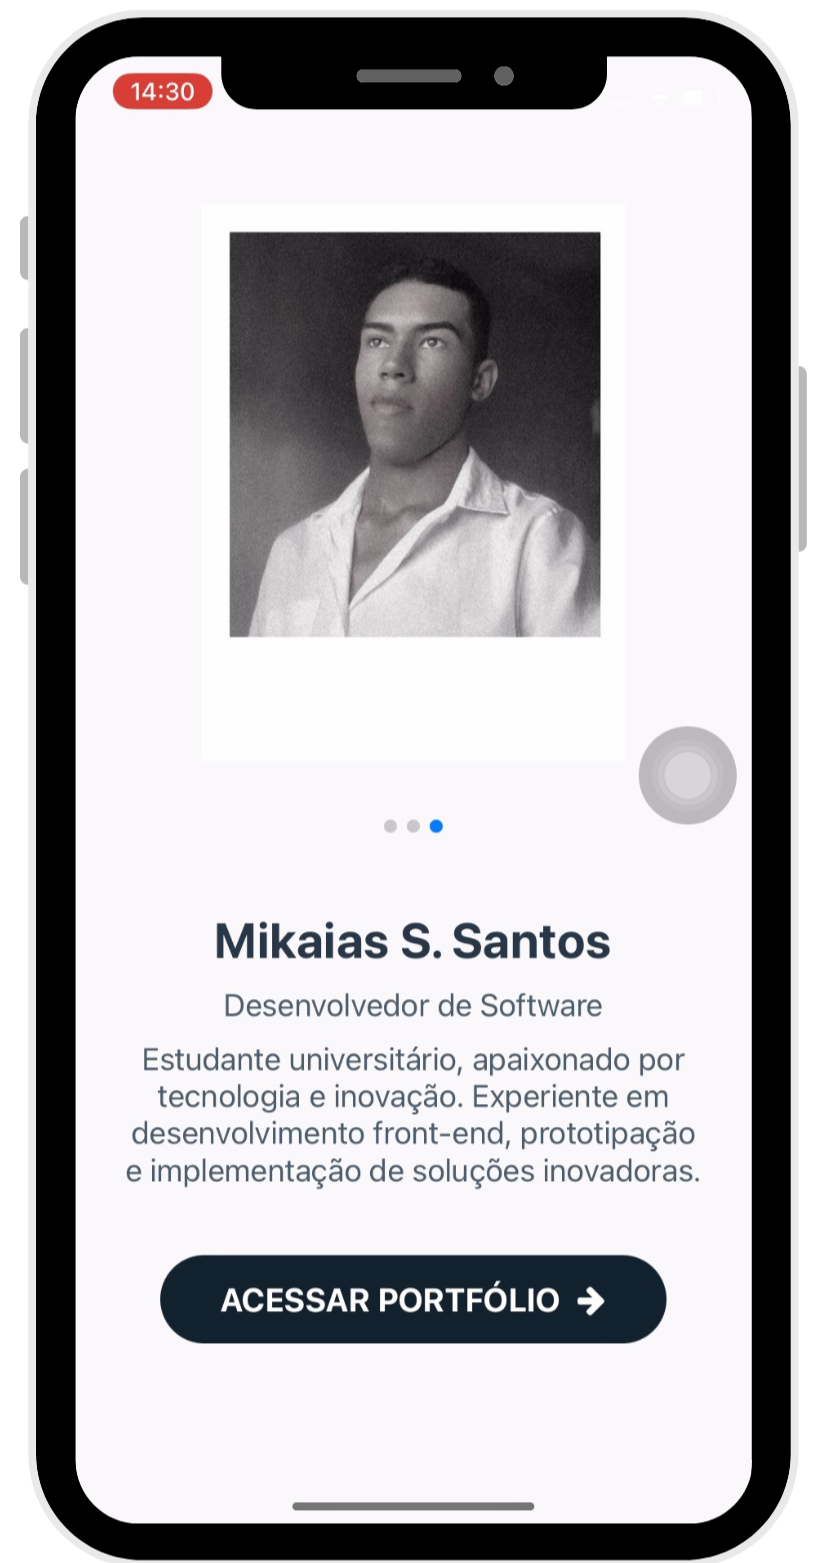 14:30
Mikaias S. Santos
Desenvolvedor de Software
Estudante universitário, apaixonado por
tecnologia e inovação. Experiente em
desenvolvimento front-end, prototipação
e implementação de soluções inovadoras.
ACESSAR PORTFÓLIO